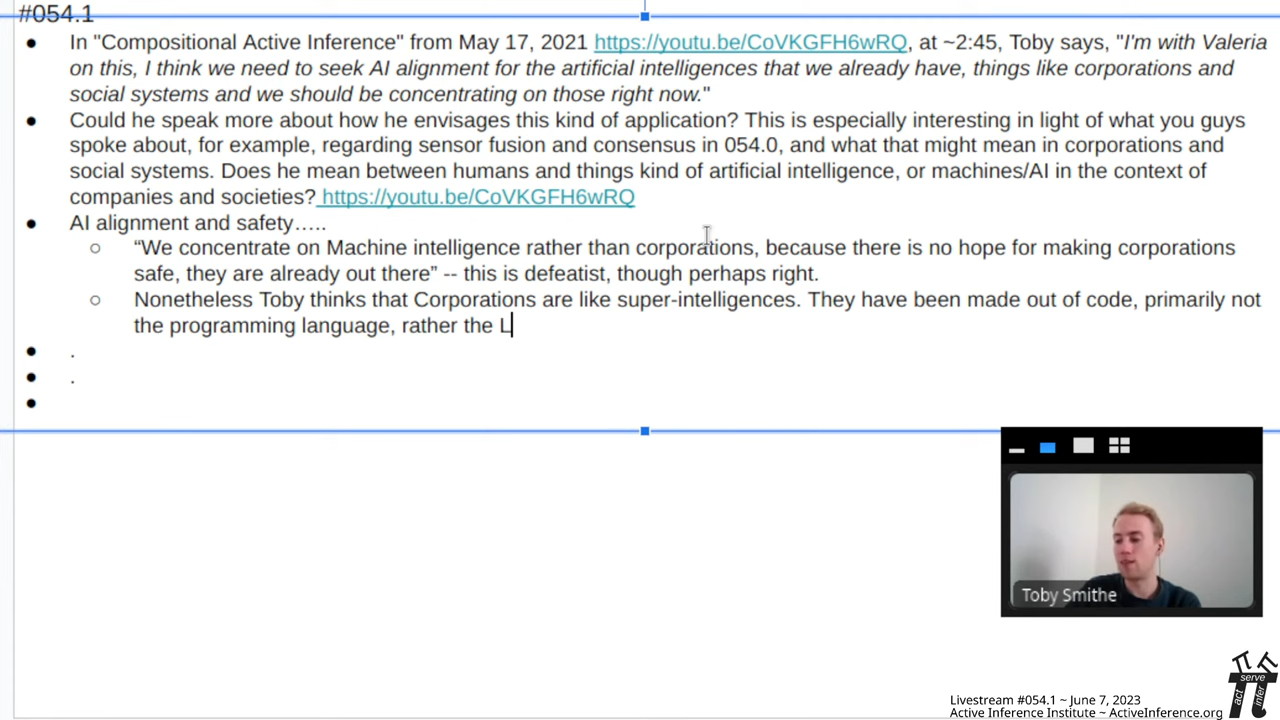 #054.1
● In "Compositional Active Inference" from May 17, 2021 https://youtu.be/CoVKGFH6wRQ, at ~2:45, Toby says, "I'm with Valeria
on this, I think we need to seek AI alignment for the artificial intelligences that we already have, things like corporations and
social systems and we should be concentrating on those right now."
● Could he speak more about how he envisages this kind of application? This is especially interesting in light of what you guys
spoke about, for example, regarding sensor fusion and consensus in 054.0, and what that might mean in corporations and
social systems. Does he mean between humans and things kind of artificial intelligence, or machines/AI in the context of
companies and societies? https://youtu.be/CoVKGFH6wRQ
● AI alignment and safety…..
○ “We concentrate on Machine intelligence rather than corporations, because there is no hope for making corporations
safe, they are already out there” -- this is defeatist, though perhaps right.
○ Nonetheless Toby thinks that Corporations are like super-intelligences. They have been made out of code, primarily not
the programming language, rather the L
● .
● .
●
Toby Smithe
π π π
serve
act infer
Livestream #054.1 ~ June 7, 2023
Active Inference Institute ~ ActiveInference.org